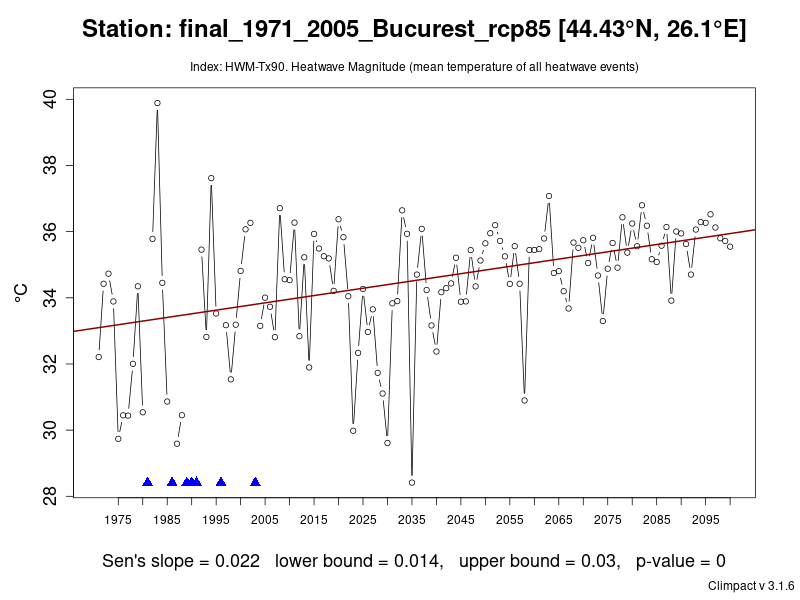 Station: final_1971_2005_Bucurest_rcp85 [44.43°N, 26.1°E]
Index: HWM-Tx90. Heatwave Magnitude (mean temperature of all heatwave events)
40
38
36
34
32
30
28
°C
1975 1985 1995 2005 2015 2025 2035 2045 2055 2065 2075 2085 2095
Sen's slope = 0.022 lower bound = 0.014, upper bound = 0.03, p-value = 0
Climpact v 3.1.6